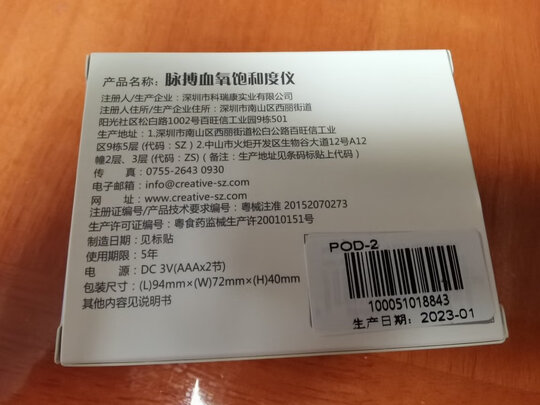 产品名称：脉搏血氧饱和度仪
注册人/生产企业：深圳市科瑞康实业有限公司
注册人住所/生产企业住所：深圳市南山区西丽街道
阳光社区松白路1002号百旺信工业园9栋501
生产地址：1.深圳市南山区西丽街道松白公路百旺信工业
区9栋5层 (代码：SZ ) 2.中山市火炬开发区生物谷大道12号A12
幢2层、3层 (代码：ZS) ( 备注：生产地址见条码标贴上代码 )
传 真：0755-2643 0930
电子邮箱：info@creative-sz.com
网 址：www.creative-sz.com
注册证编号/产品技术要求编号：粤械注准 20152070273
生产许可证编号：粤食药监械生产许20010151号
制造日期：见标贴
使用期限：5年
电 源：DC 3V(AAAx2节)
包装尺寸：(L)94mm×(W)72mm×(H)40mm
其他内容见说明书
POD-2
100051018843
生产日期: 2023-01